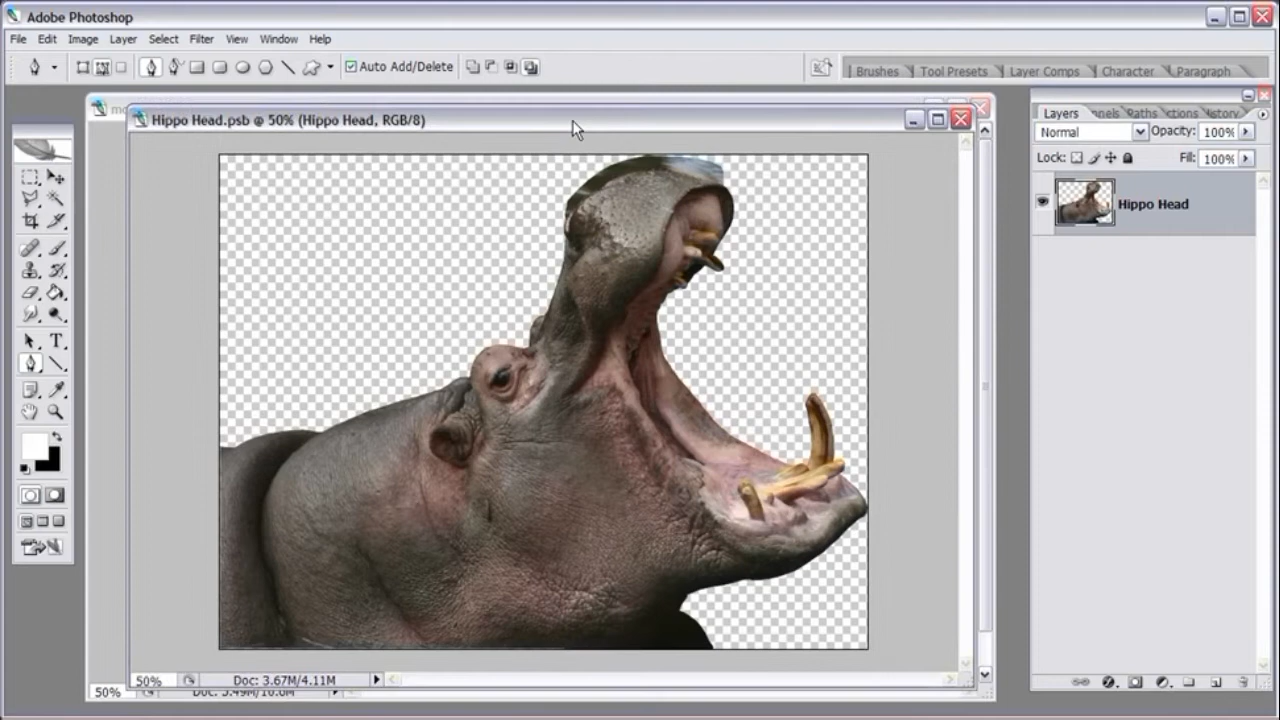 Adobe Photoshop
File Edit Image Layer Select Filter View Window Help
Auto Add/Delete
Brushes Tool Presets Layer Comps Character Paragraph
Hippo Head.psb @ 50% (Hippo Head, RGB/8)
Layers Paths
Normal Opacity: 100%
Lock: Fill: 100%
Hippo Head
T
50% Doc: 3.67M/4.11M
50%